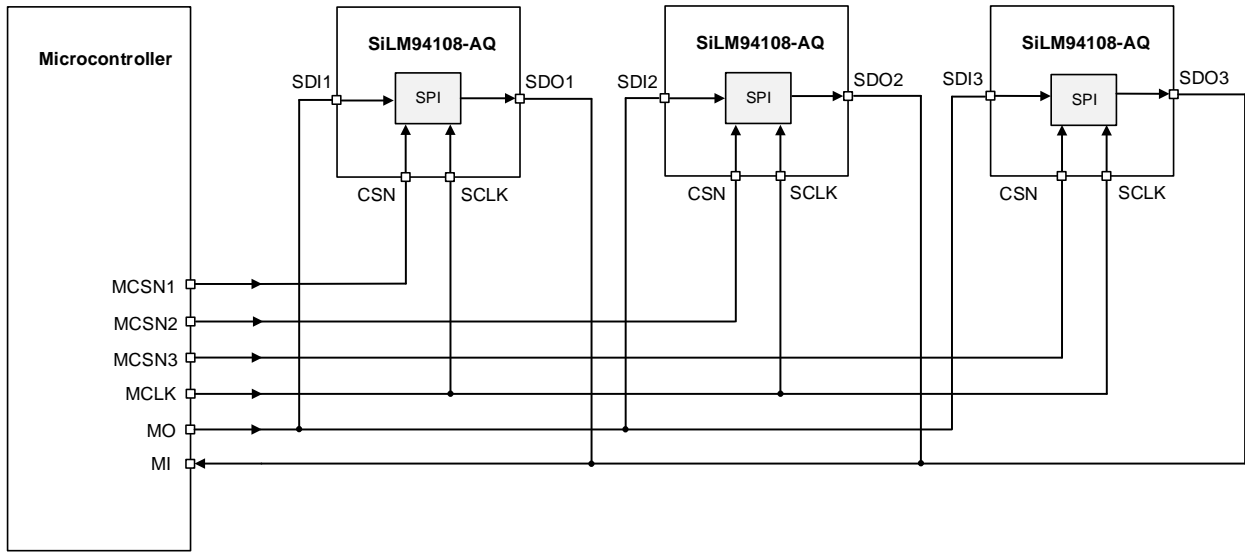 Microcontroller
MCSN1
MCSN2
MCSN3
MCLK
MO
MI
SiLM94108-AQ
SDI1
SPI
SDO1
CSN
SCLK
SiLM94108-AQ
SDI2
SPI
SDO2
CSN
SCLK
SiLM94108-AQ
SDI3
SPI
SDO3
CSN
SCLK